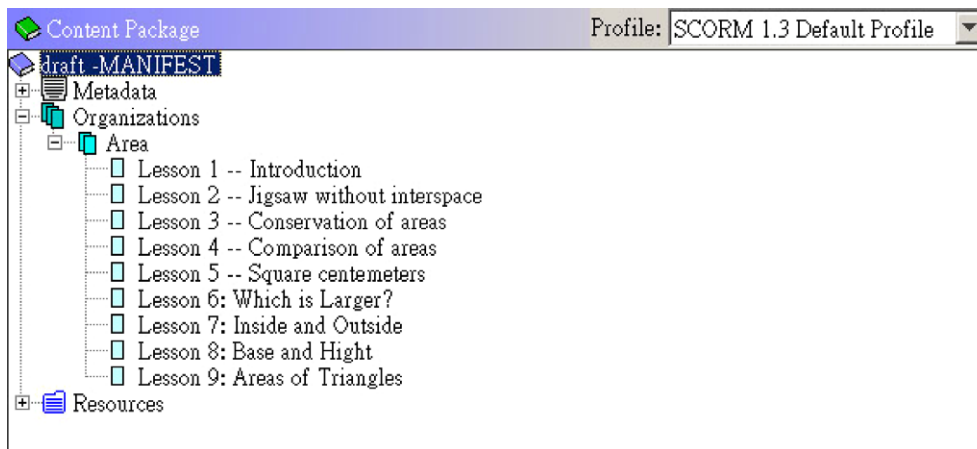 Content Package Profile: SCORM 1.3 Default Profile
draft -MANIFEST
Metadata
Organizations
Area
Lesson 1 -- Introduction
Lesson 2 -- Jigsaw without interspace
Lesson 3 -- Conservation of areas
Lesson 4 -- Comparison of areas
Lesson 5 -- Square centemeters
Lesson 6: Which is Larger?
Lesson 7: Inside and Outside
Lesson 8: Base and Hight
Lesson 9: Areas of Triangles
Resources